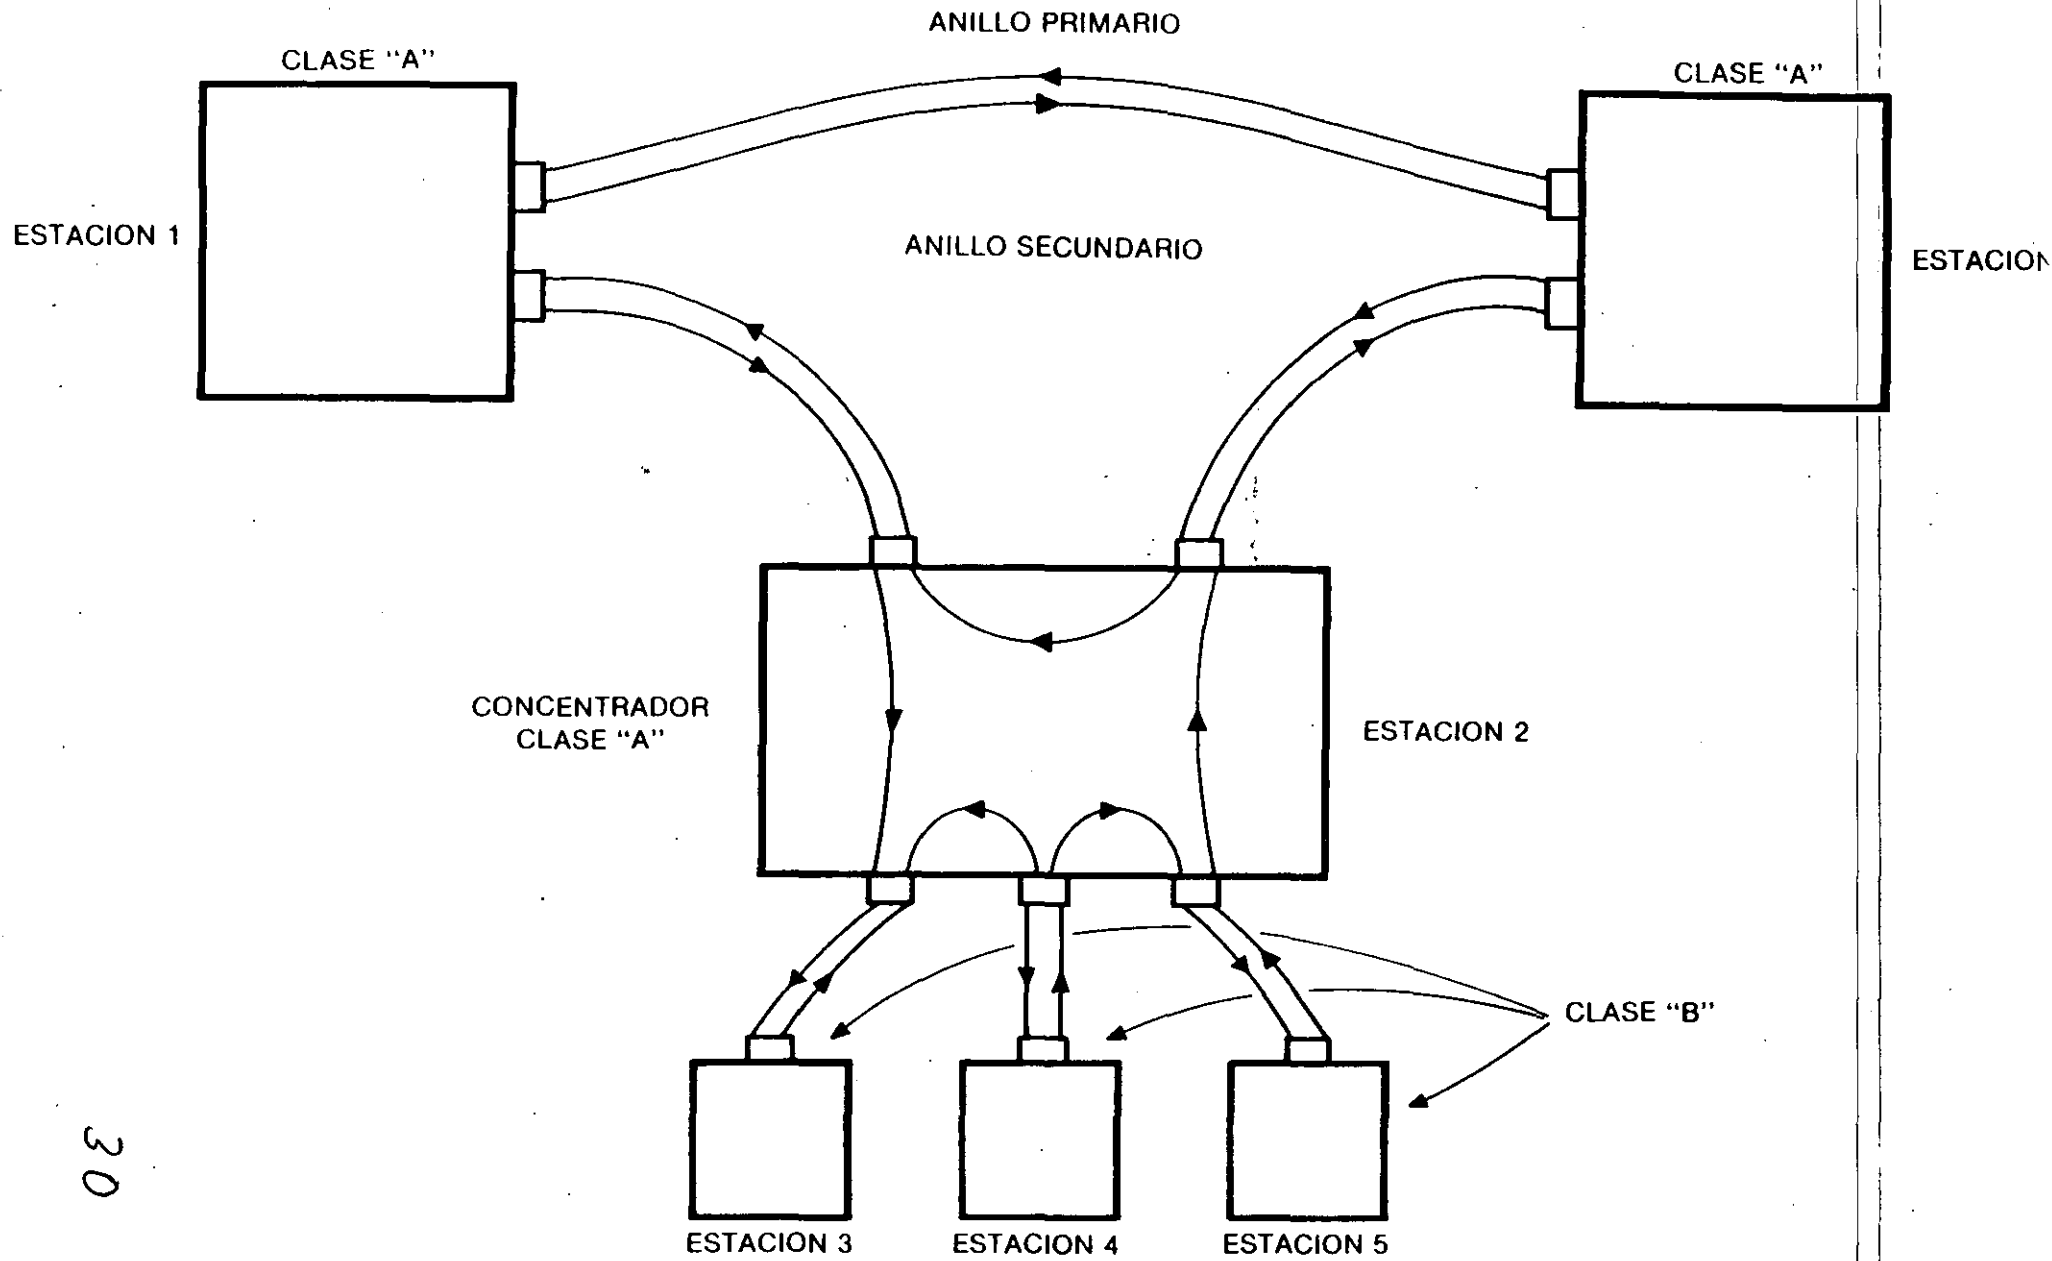 ANILLO PRIMARIO
CLASE "A"
CLASE "A"
ESTACION 1
ANILLO SECUNDARIO
ESTACION
CONCENTRADOR
CLASE "A"
ESTACION 2
CLASE "B"
ESTACION 3
ESTACION 4
ESTACION 5
30